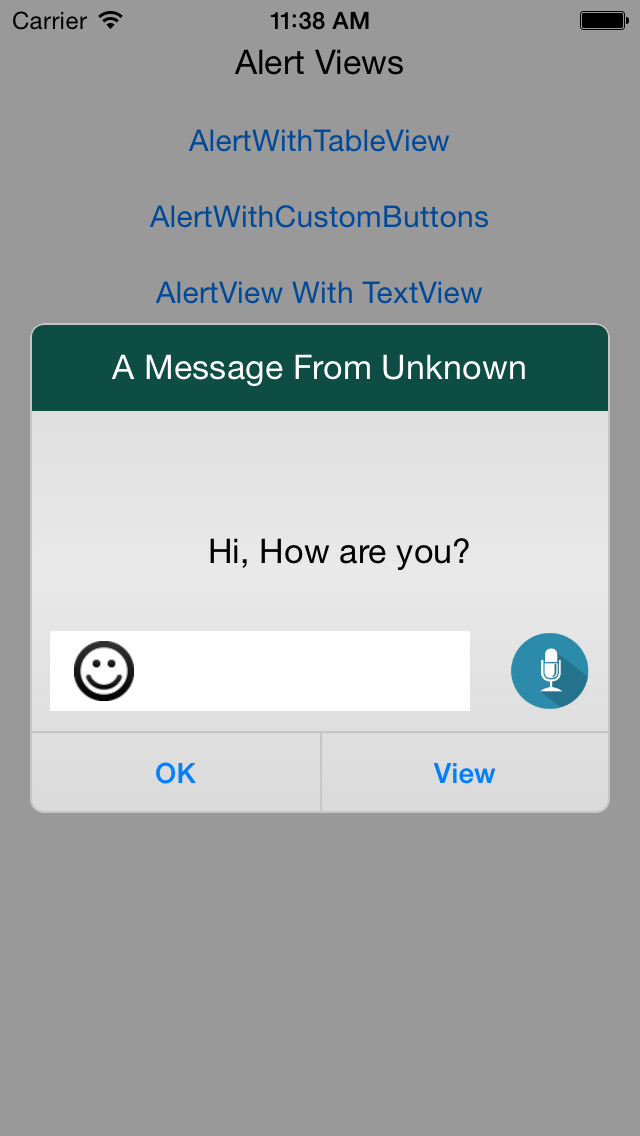 Carrier 11:38 AM
Alert Views
AlertWithTableView
AlertWithCustomButtons
AlertView With TextView
A Message From Unknown
Hi, How are you?
OK View